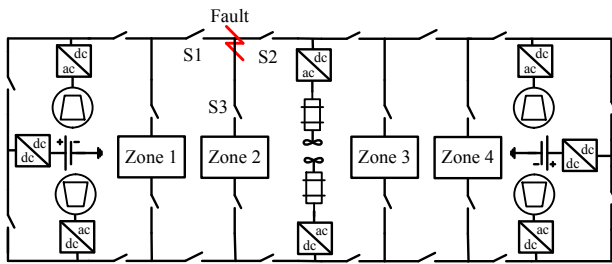 Fault
S1
S2
dc
ac
dc
ac
dc
ac
S3
dc
dc
+ -
Zone 1
Zone 2
Zone 3
Zone 4
- +
dc
dc
ac
dc
ac
dc
ac
dc